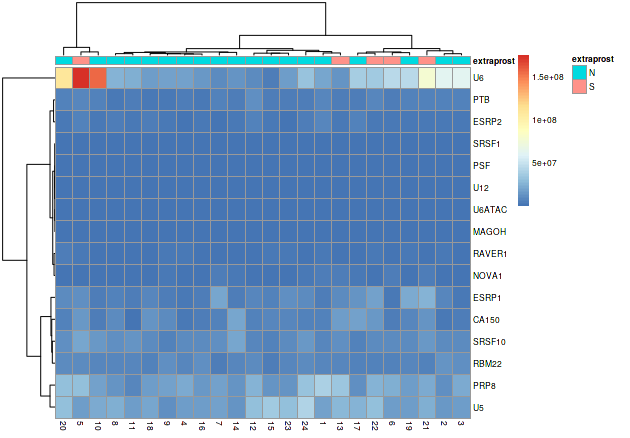 extraprost
U6
PTB
ESRP2
SRSF1
PSF
U12
U6ATAC
MAGOH
RAVER1
NOVA1
ESRP1
CA150
SRSF10
RBM22
PRP8
U5
20 5 10 8 11 18 9 4 16 7 14 12 15 23 24 1 13 17 22 6 19 21 2 3
1.5e+08
1e+08
5e+07
extraprost
N
S